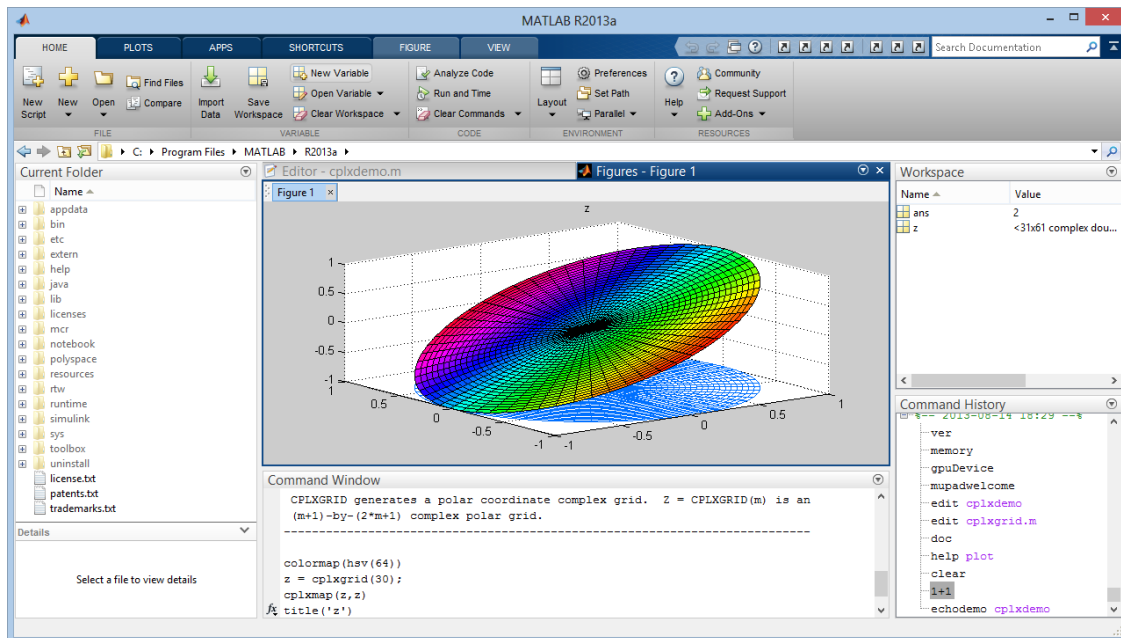 MATLAB R2013a
HOME PLOTS APPS SHORTCUTS FIGURE VIEW Search Documentation
New Script
New
Open
Find Files
Compare
FILE
Import Data
Save Workspace
New Variable
Open Variable
Clear Workspace
VARIABLE
Analyze Code
Run and Time
Clear Commands
CODE
Layout
Preferences
Set Path
Parallel
ENVIRONMENT
Help
Community
Request Support
Add-Ons
RESOURCES
C: Program Files MATLAB R2013a
Current Folder
Name
appdata
bin
etc
extern
help
java
lib
licenses
mcr
notebook
polyspace
resources
rtw
runtime
simulink
sys
toolbox
uninstall
license.txt
patents.txt
trademarks.txt
Details
Select a file to view details
Editor - cplxdemo.m
Figures - Figure 1
Figure 1
z
1
0.5
0
-0.5
-1
1
0.5
0
-0.5
-1
-1
-0.5
0
0.5
1
Command Window
CPLXGRID generates a polar coordinate complex grid.  Z = CPLXGRID(m) is an
(m+1)-by-(2*m+1) complex polar grid.
---------------------------------------------------------------------------
colormap(hsv(64))
z = cplxgrid(30);
cplxmap(z,z)
fx title('z')
Workspace
Name Value
ans 2
z <31x61 complex dou...
Command History
%-- 2013-08-14 18:29 --%
ver
memory
gpuDevice
mupadwelcome
edit cplxdemo
edit cplxgrid.m
doc
help plot
clear
1+1
echodemo cplxdemo